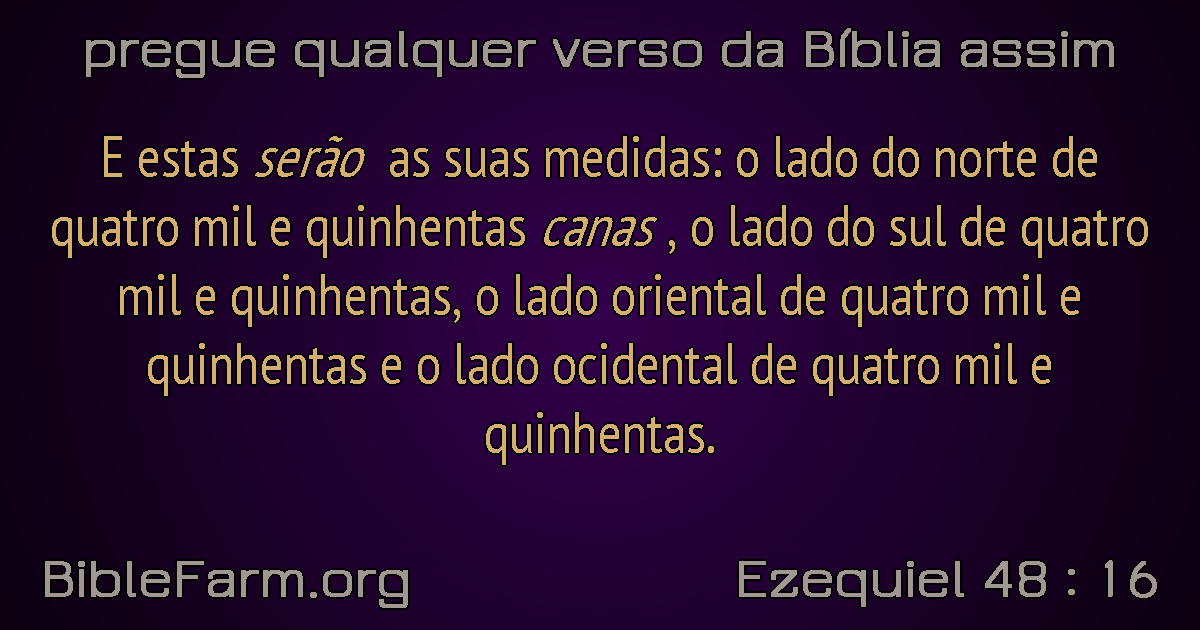 pregue qualquer verso da Bíblia assim
E estas serão as suas medidas: o lado do norte de
quatro mil e quinhentas canas , o lado do sul de quatro
mil e quinhentas, o lado oriental de quatro mil e
quinhentas e o lado ocidental de quatro mil e
quinhentas.
BibleFarm.org
Ezequiel 48 : 16